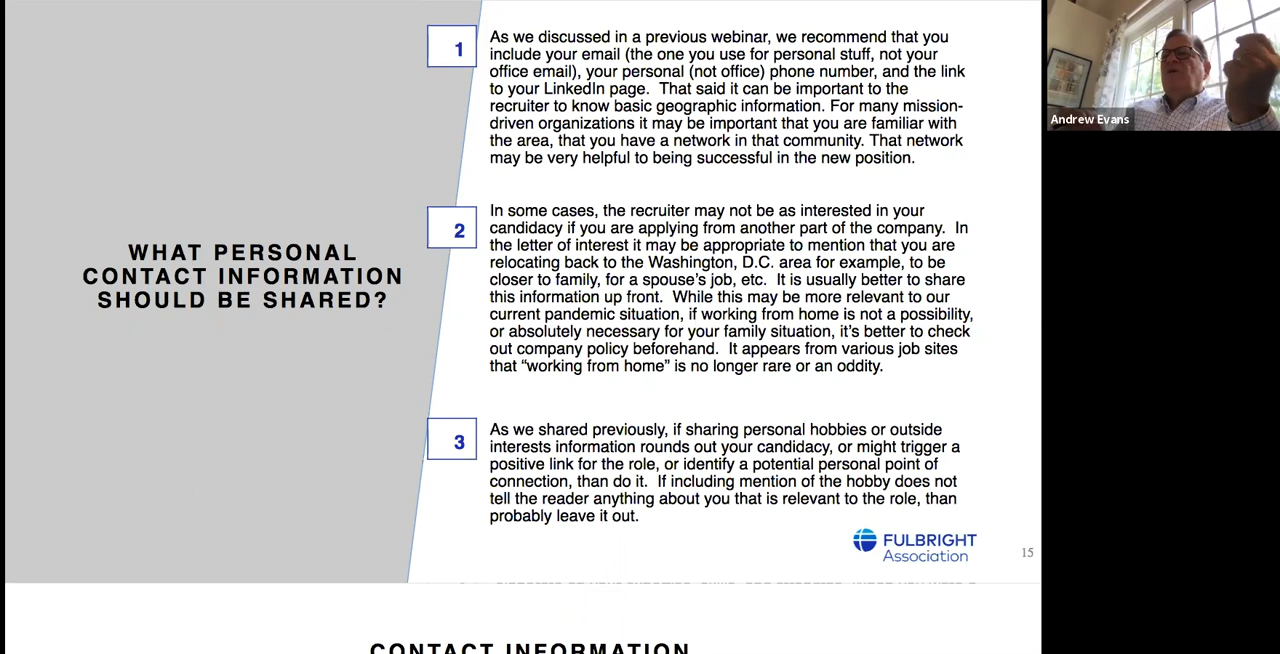 WHAT PERSONAL
CONTACT INFORMATION
SHOULD BE SHARED?
1
As we discussed in a previous webinar, we recommend that you
include your email (the one you use for personal stuff, not your
office email), your personal (not office) phone number, and the link
to your LinkedIn page.  That said it can be important to the
recruiter to know basic geographic information. For many mission-
driven organizations it may be important that you are familiar with
the area, that you have a network in that community. That network
may be very helpful to being successful in the new position.
2
In some cases, the recruiter may not be as interested in your
candidacy if you are applying from another part of the company.  In
the letter of interest it may be appropriate to mention that you are
relocating back to the Washington, D.C. area for example, to be
closer to family, for a spouse's job, etc.  It is usually better to share
this information up front.  While this may be more relevant to our
current pandemic situation, if working from home is not a possibility,
or absolutely necessary for your family situation, it's better to check
out company policy beforehand.  It appears from various job sites
that “working from home” is no longer rare or an oddity.
3
As we shared previously, if sharing personal hobbies or outside
interests information rounds out your candidacy, or might trigger a
positive link for the role, or identify a potential personal point of
connection, than do it.  If including mention of the hobby does not
tell the reader anything about you that is relevant to the role, than
probably leave it out.
FULBRIGHT
Association
15
CONTACT INFORMATION
Andrew Evans